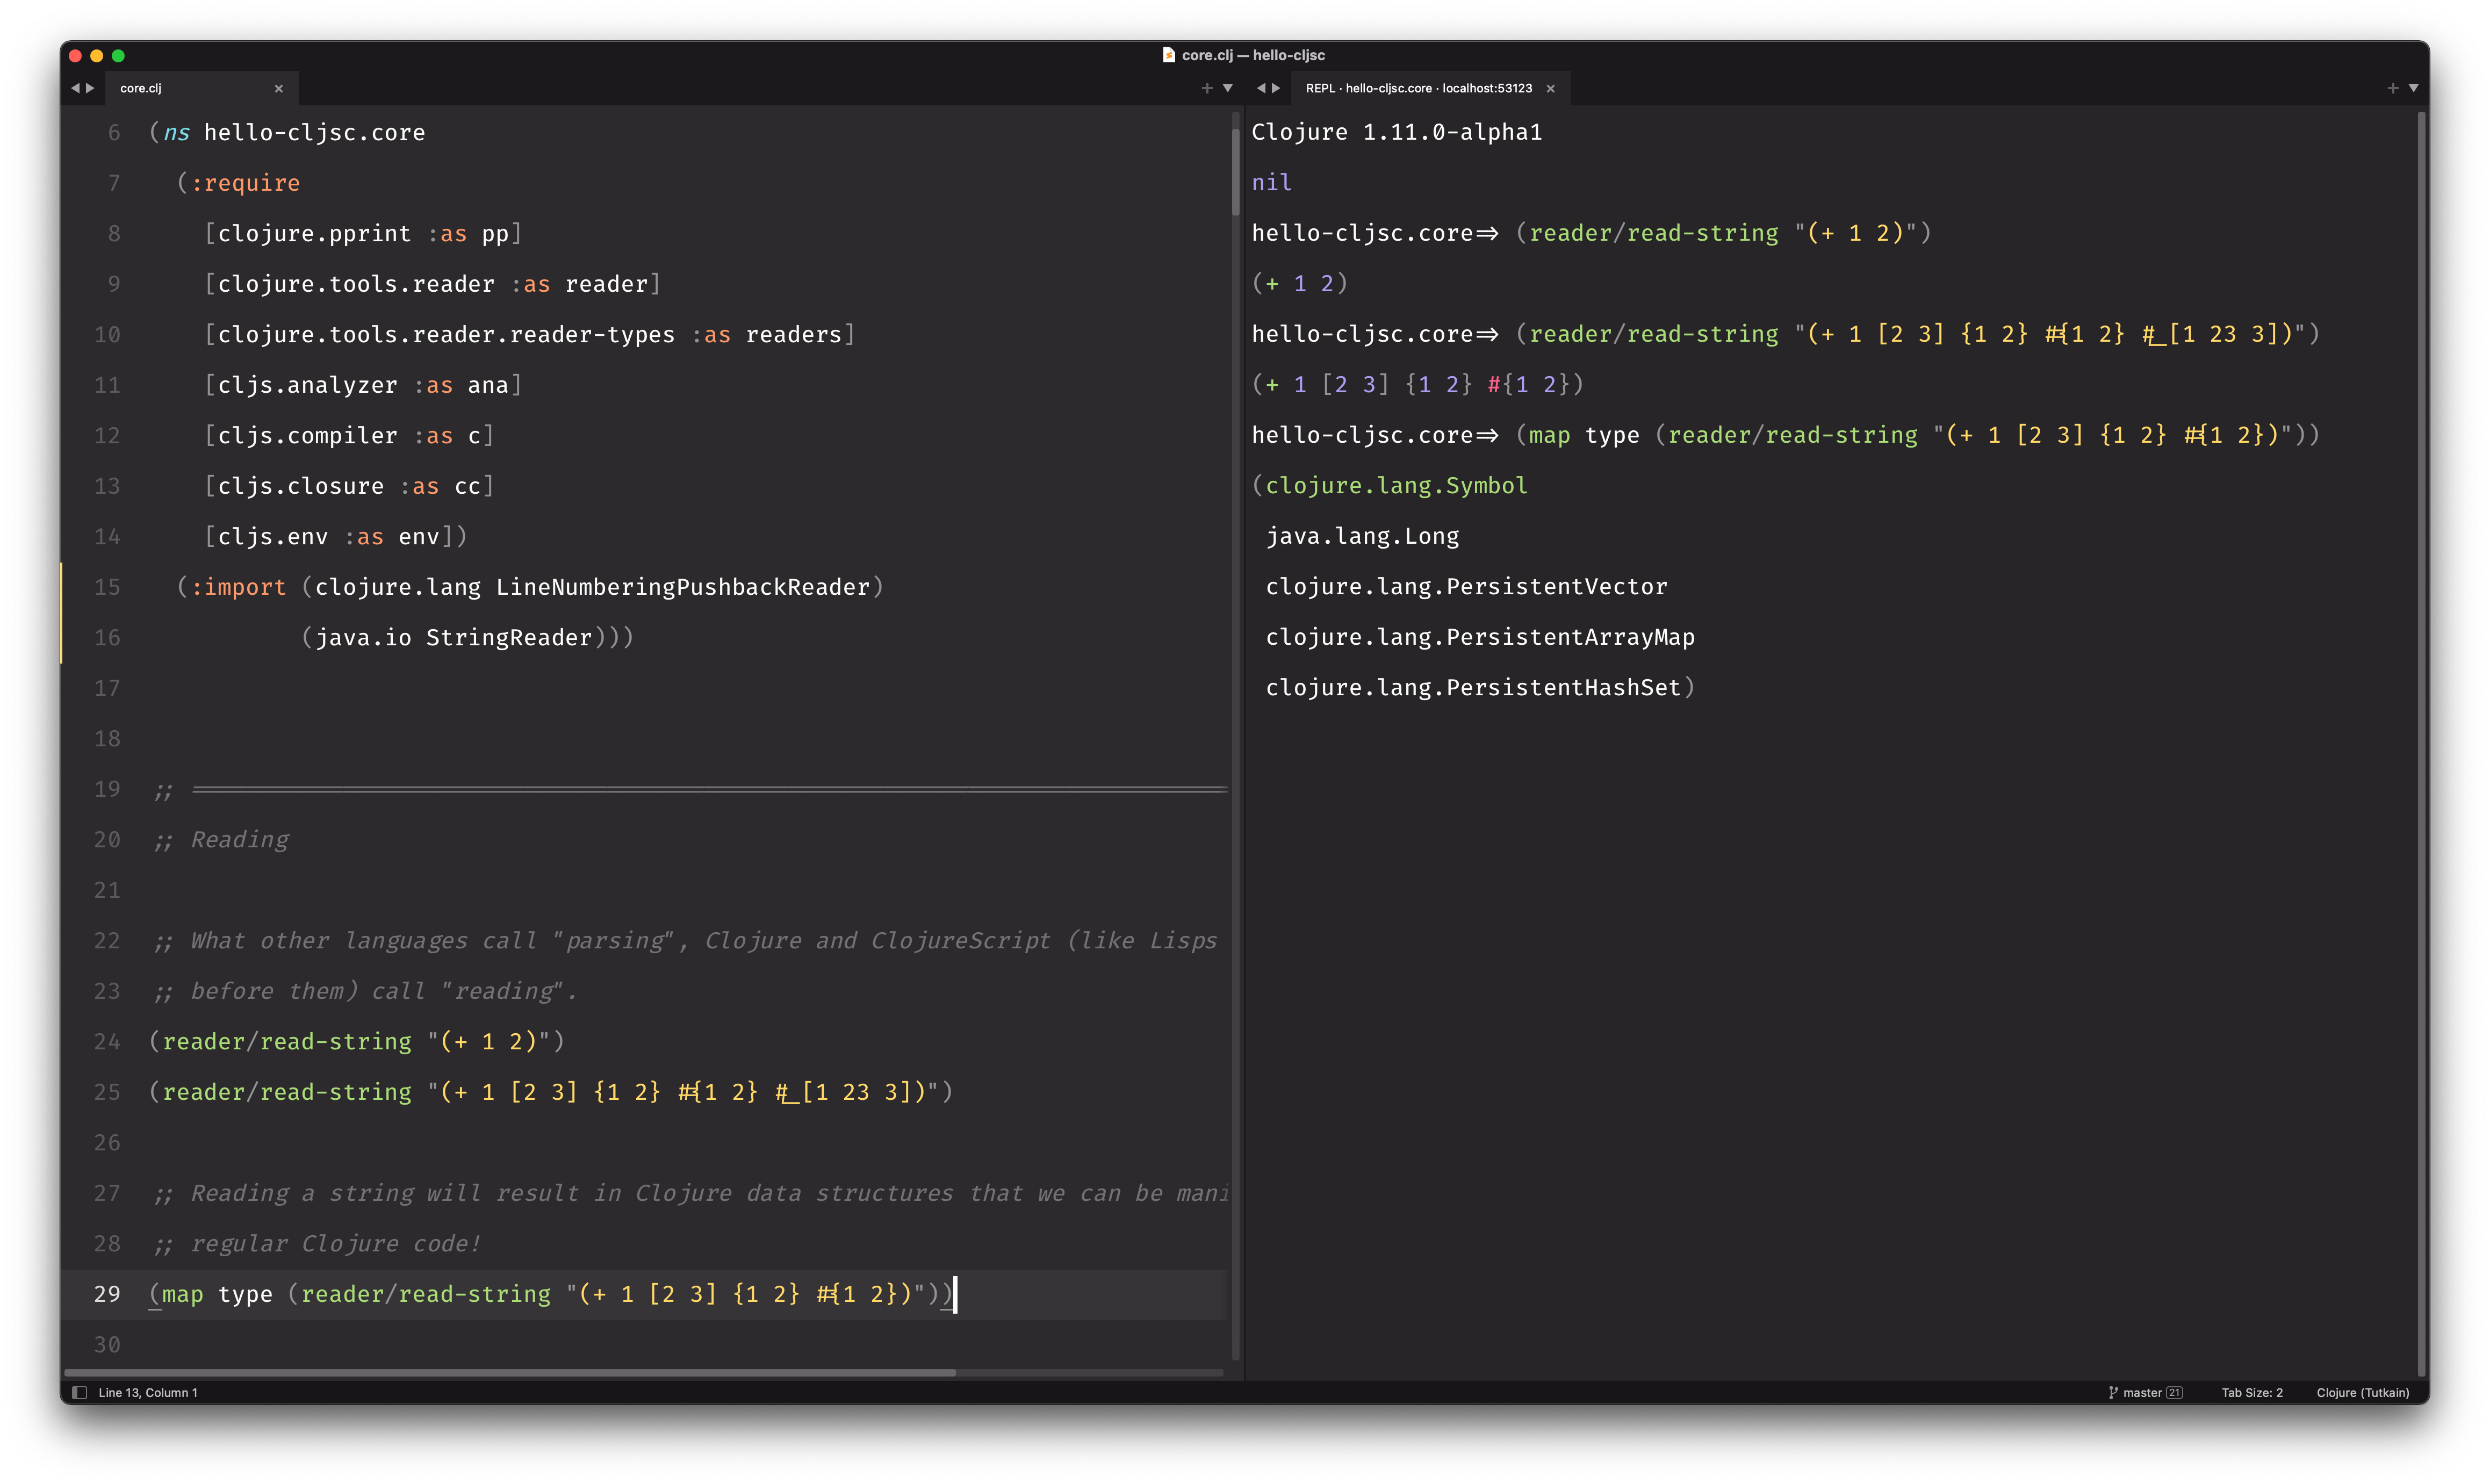 core.clj — hello-cljsc
core.clj
REPL · hello-cljsc.core · localhost:53123
6 (ns hello-cljsc.core
7 (:require
8 [clojure.pprint :as pp]
9 [clojure.tools.reader :as reader]
10 [clojure.tools.reader.reader-types :as readers]
11 [cljs.analyzer :as ana]
12 [cljs.compiler :as c]
13 [cljs.closure :as cc]
14 [cljs.env :as env])
15 (:import (clojure.lang LineNumberingPushbackReader)
16 (java.io StringReader)))
17
18
19 ;; ==========================================================================
20 ;; Reading
21
22 ;; What other languages call "parsing", Clojure and ClojureScript (like Lisps
23 ;; before them) call "reading".
24 (reader/read-string "(+ 1 2)")
25 (reader/read-string "(+ 1 [2 3] {1 2} #{1 2} #_[1 23 3])")
26
27 ;; Reading a string will result in Clojure data structures that we can be mani
28 ;; regular Clojure code!
29 (map type (reader/read-string "(+ 1 [2 3] {1 2} #{1 2})"))
30
Clojure 1.11.0-alpha1
nil
hello-cljsc.core=> (reader/read-string "(+ 1 2)")
(+ 1 2)
hello-cljsc.core=> (reader/read-string "(+ 1 [2 3] {1 2} #{1 2} #_[1 23 3])")
(+ 1 [2 3] {1 2} #{1 2})
hello-cljsc.core=> (map type (reader/read-string "(+ 1 [2 3] {1 2} #{1 2})"))
(clojure.lang.Symbol
java.lang.Long
clojure.lang.PersistentVector
clojure.lang.PersistentArrayMap
clojure.lang.PersistentHashSet)
Line 13, Column 1
master 21
Tab Size: 2
Clojure (Tutkain)